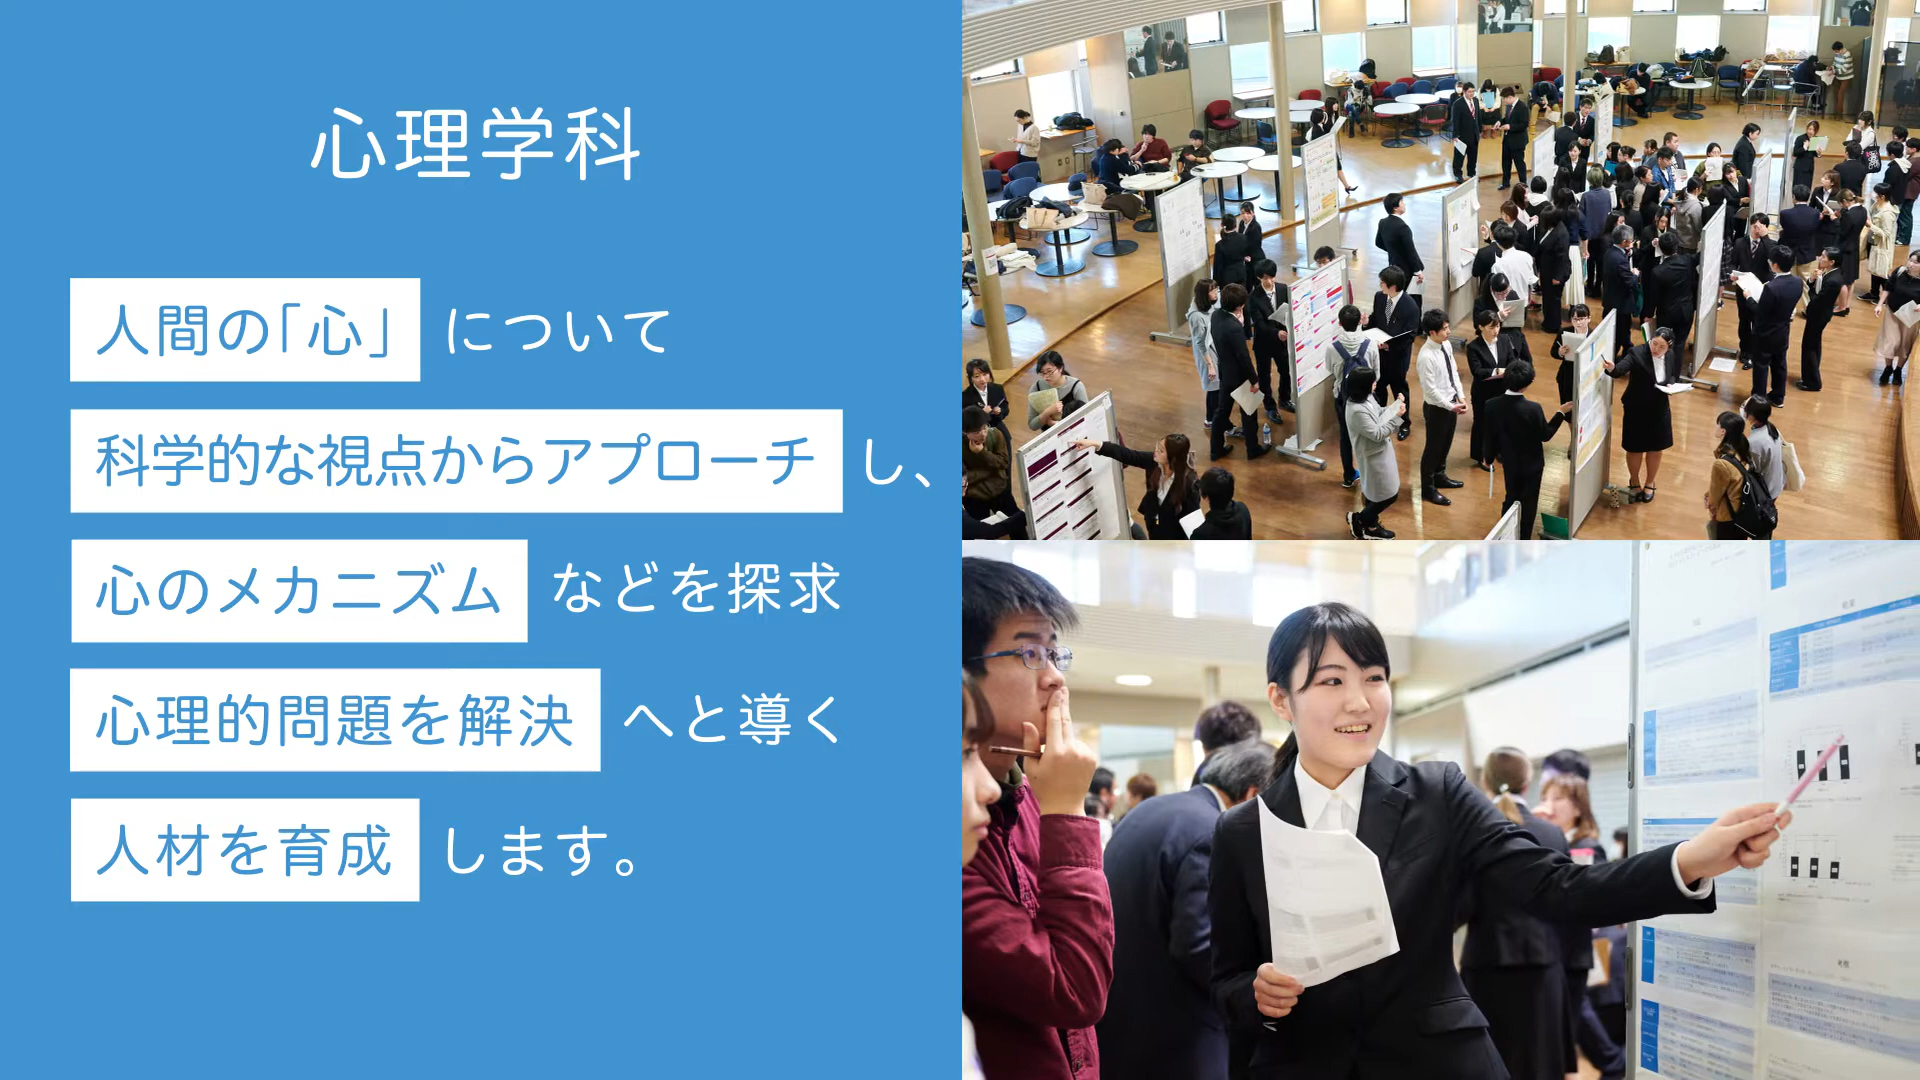 心理学科
人間の「心」について
科学的な視点からアプローチし、
心のメカニズムなどを探求
心理的問題を解決へと導く
人材を育成します。